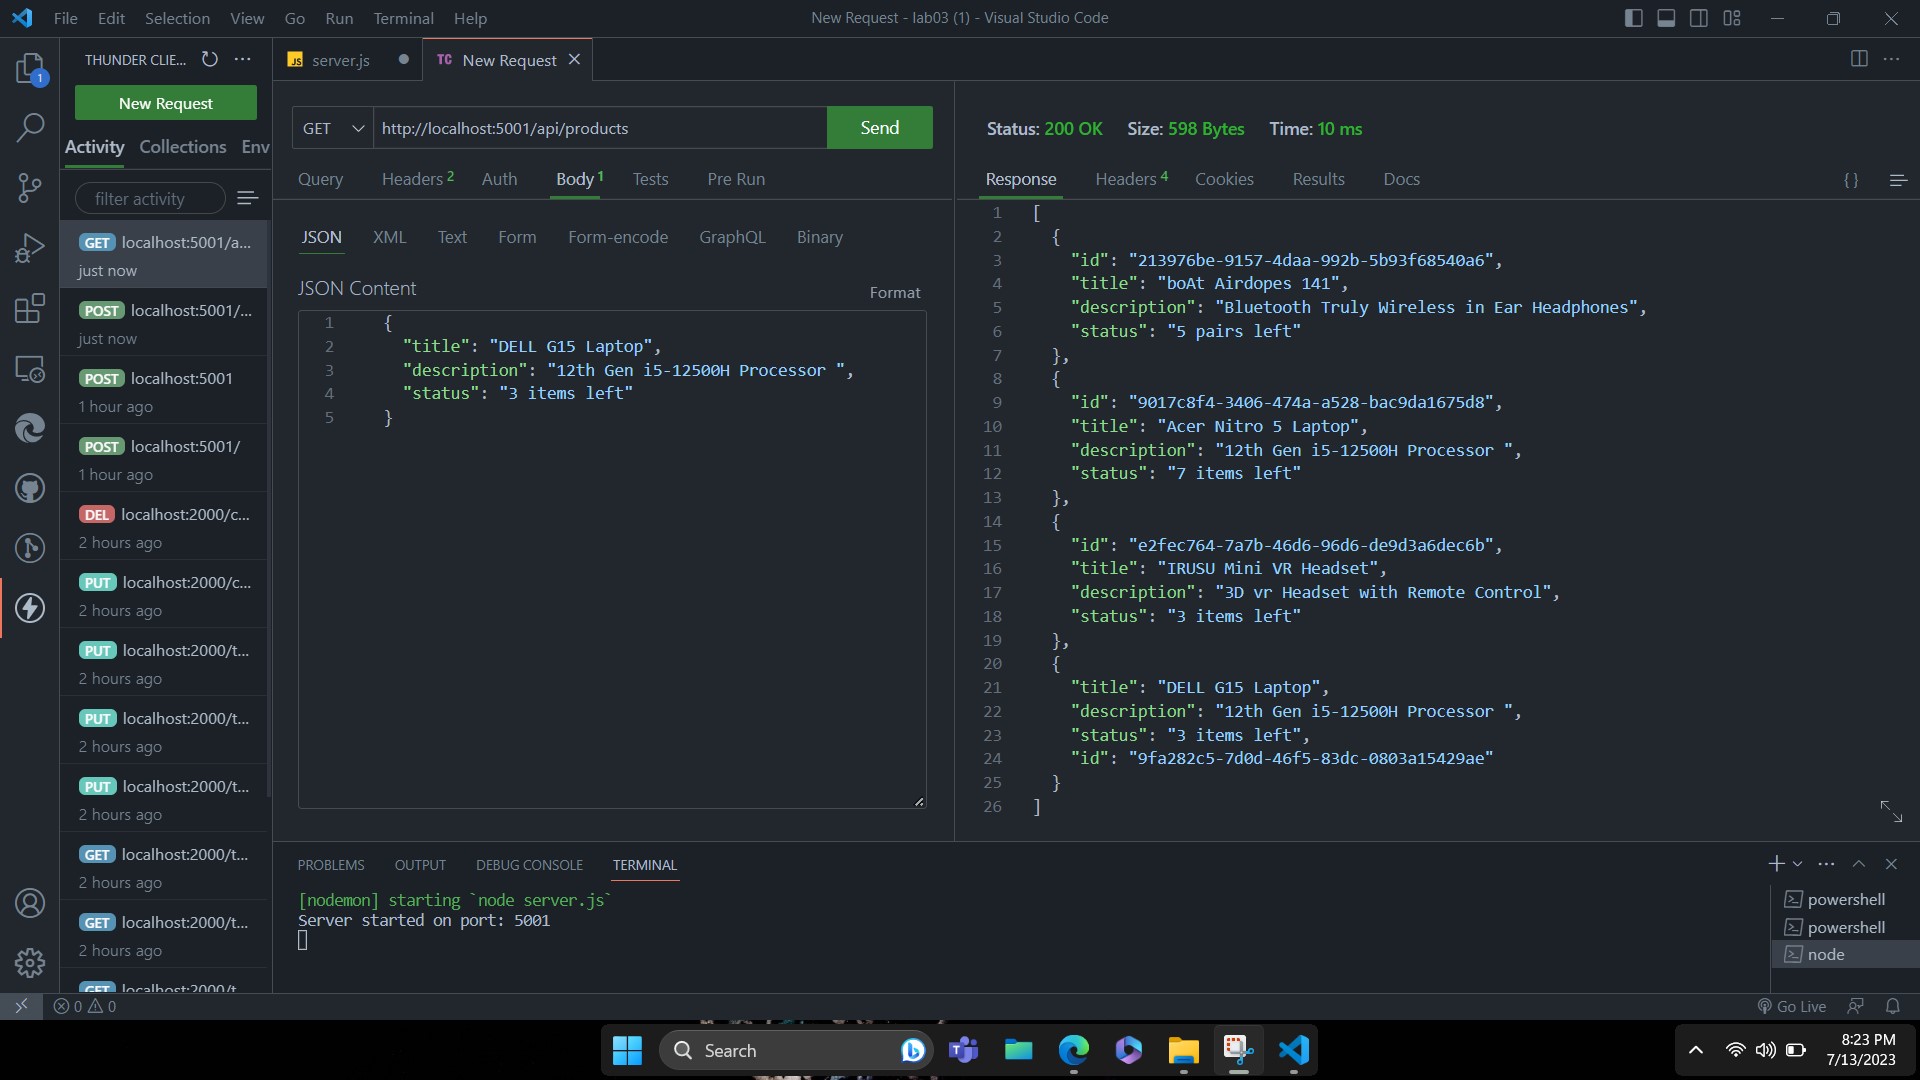 File Edit Selection View Go Run Terminal Help
New Request - lab03 (1) - Visual Studio Code
1
THUNDER CLIE...
New Request
Activity Collections Env
filter activity
GET localhost:5001/a...
just now
POST localhost:5001/...
just now
POST localhost:5001
1 hour ago
POST localhost:5001/
1 hour ago
DEL localhost:2000/c...
2 hours ago
PUT localhost:2000/c...
2 hours ago
PUT localhost:2000/t...
2 hours ago
PUT localhost:2000/t...
2 hours ago
PUT localhost:2000/t...
2 hours ago
GET localhost:2000/t...
2 hours ago
GET localhost:2000/t...
2 hours ago
GET localhost:2000/t
JS server.js
TC New Request
GET http://localhost:5001/api/products Send
Query Headers 2 Auth Body 1 Tests Pre Run
JSON XML Text Form Form-encode GraphQL Binary
JSON Content
Format
1 {
2 "title": "DELL G15 Laptop",
3 "description": "12th Gen i5-12500H Processor ",
4 "status": "3 items left"
5 }
Status: 200 OK Size: 598 Bytes Time: 10 ms
Response Headers 4 Cookies Results Docs { }
1 [
2 {
3 "id": "213976be-9157-4daa-992b-5b93f68540a6",
4 "title": "boAt Airdopes 141",
5 "description": "Bluetooth Truly Wireless in Ear Headphones",
6 "status": "5 pairs left"
7 },
8 {
9 "id": "9017c8f4-3406-474a-a528-bac9da1675d8",
10 "title": "Acer Nitro 5 Laptop",
11 "description": "12th Gen i5-12500H Processor ",
12 "status": "7 items left"
13 },
14 {
15 "id": "e2fec764-7a7b-46d6-96d6-de9d3a6dec6b",
16 "title": "IRUSU Mini VR Headset",
17 "description": "3D vr Headset with Remote Control",
18 "status": "3 items left"
19 },
20 {
21 "title": "DELL G15 Laptop",
22 "description": "12th Gen i5-12500H Processor ",
23 "status": "3 items left",
24 "id": "9fa282c5-7d0d-46f5-83dc-0803a15429ae"
25 }
26 ]
PROBLEMS OUTPUT DEBUG CONSOLE TERMINAL
[nodemon] starting `node server.js`
Server started on port: 5001
powershell
powershell
node
0 0
Go Live
Search
8:23 PM
7/13/2023